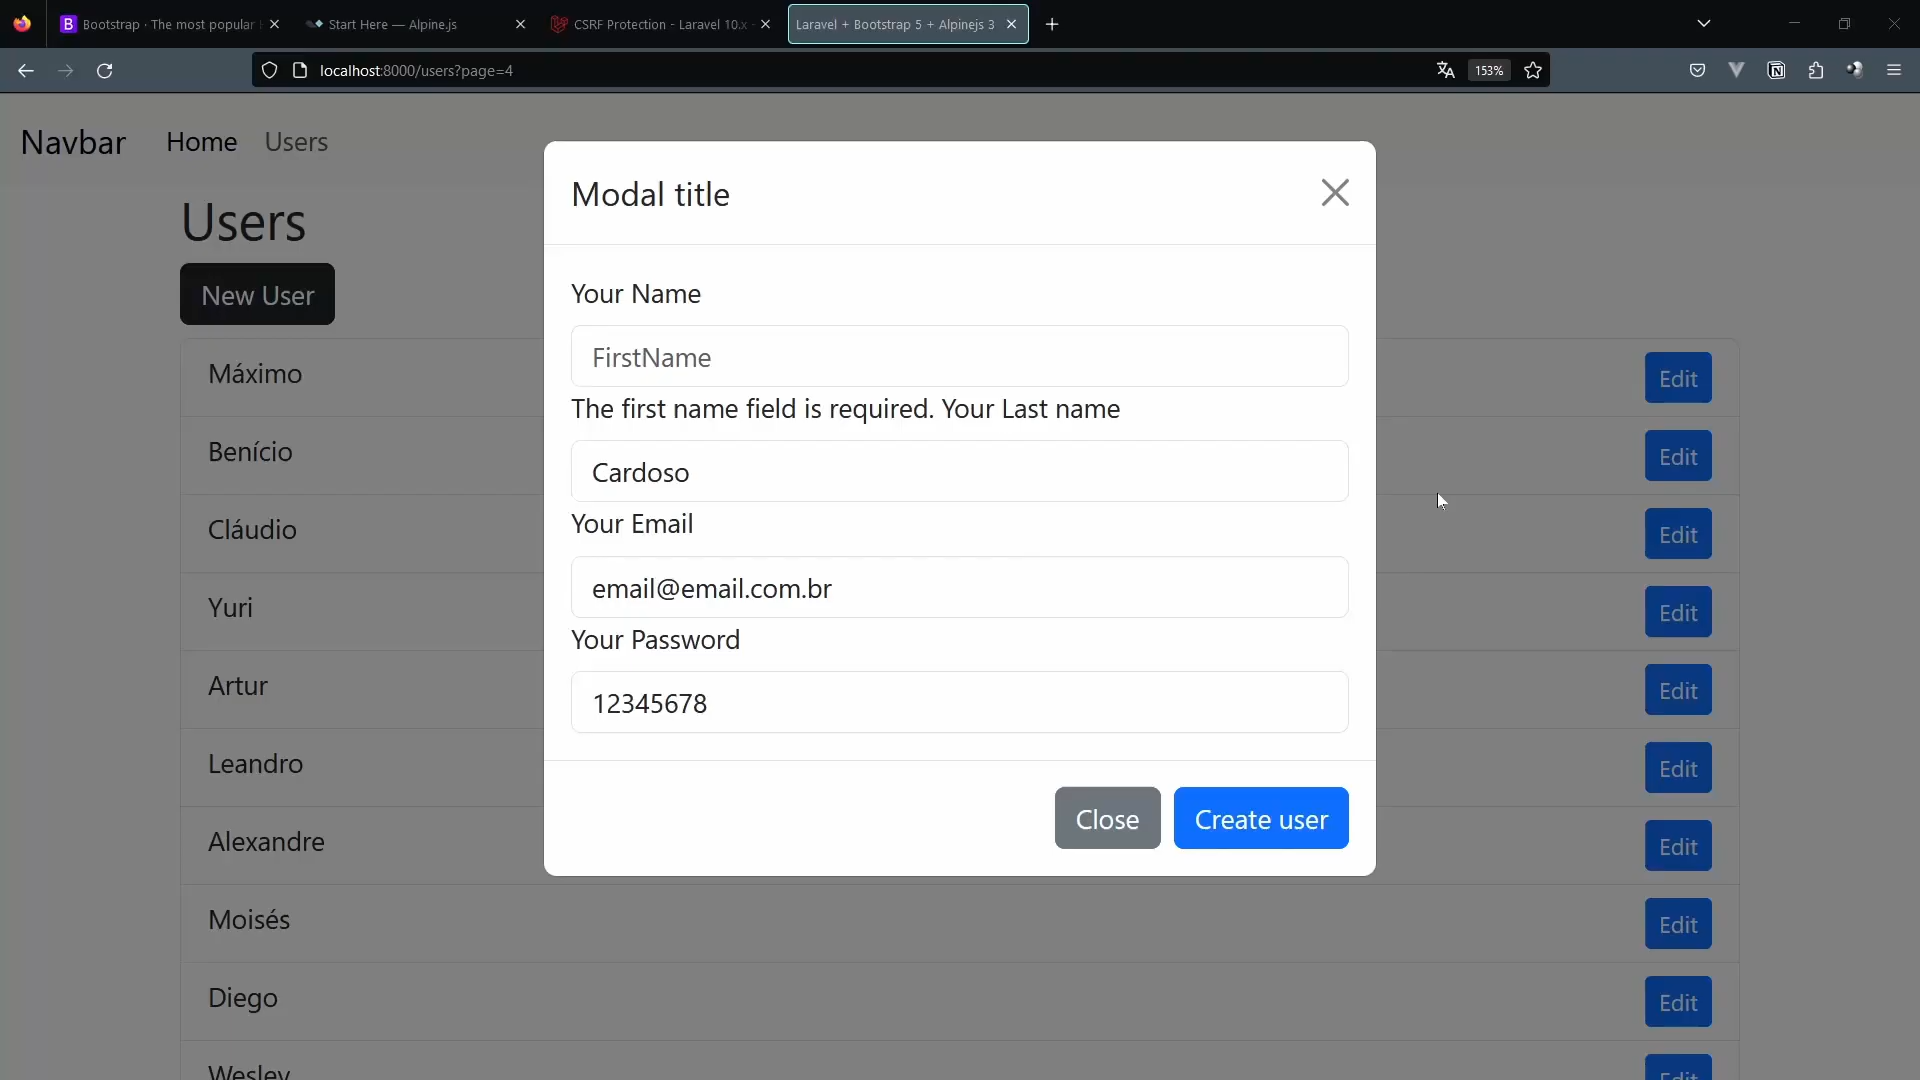 Bootstrap · The most popular
Start Here — Alpine.js
CSRF Protection - Laravel 10.x -
Laravel + Bootstrap 5 + Alpinejs 3
localhost:8000/users?page=4
153%
Navbar
Home
Users
Users
New User
Modal title
Your Name
FirstName
The first name field is required. Your Last name
Cardoso
Your Email
email@email.com.br
Your Password
12345678
Close
Create user
Máximo
Edit
Benício
Edit
Cláudio
Edit
Yuri
Edit
Artur
Edit
Leandro
Edit
Alexandre
Edit
Moisés
Edit
Diego
Edit
Wesley
Edit